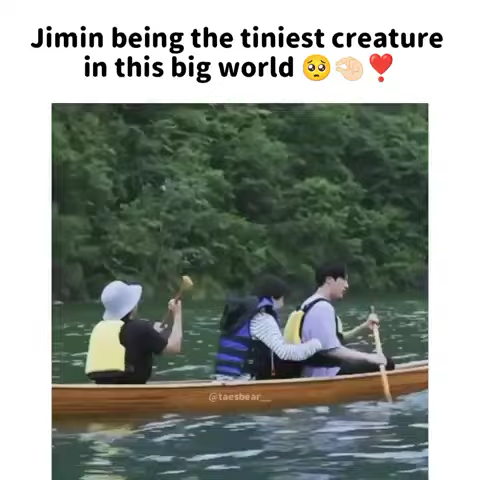 Jimin being the tiniest creature
in this big world 🥺🤏🏻❣️
@taesbear__